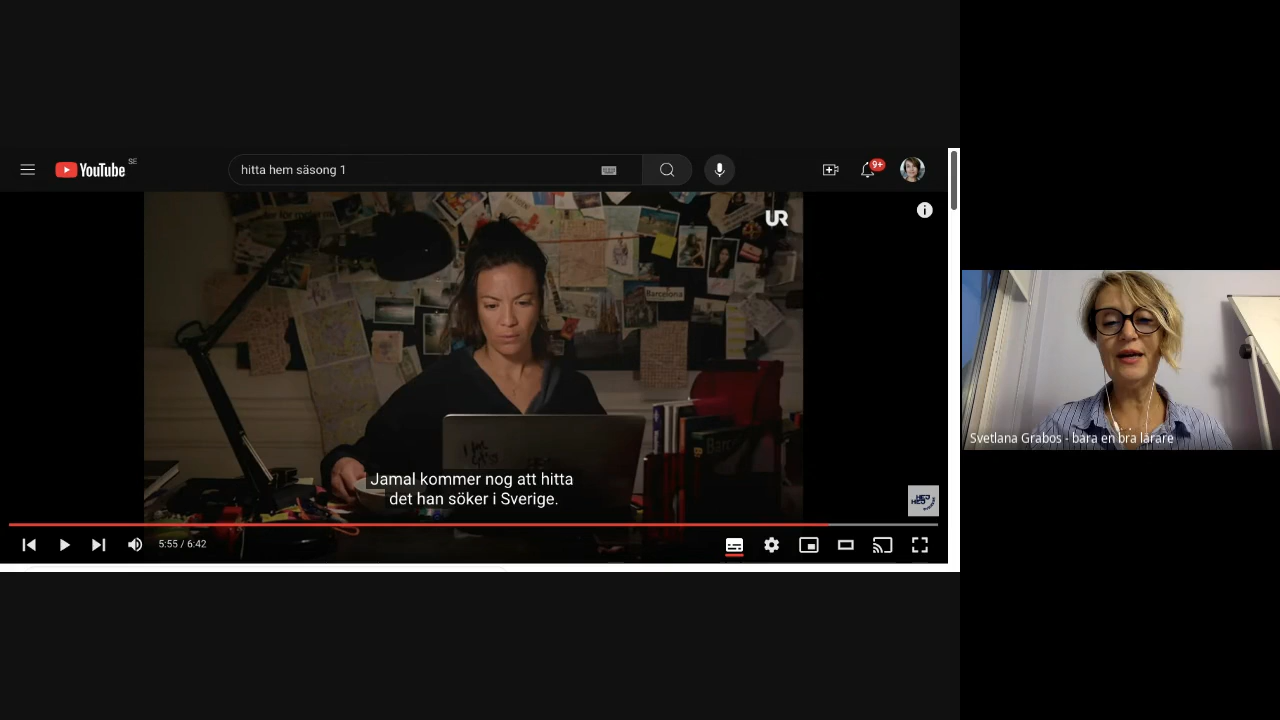 YouTube SE
hitta hem säsong 1
9+
UR
Barcelona
Jamal kommer nog att hitta
det han söker i Sverige.
5:55 / 6:42
Svetlana Grabos - bara en bra lärare